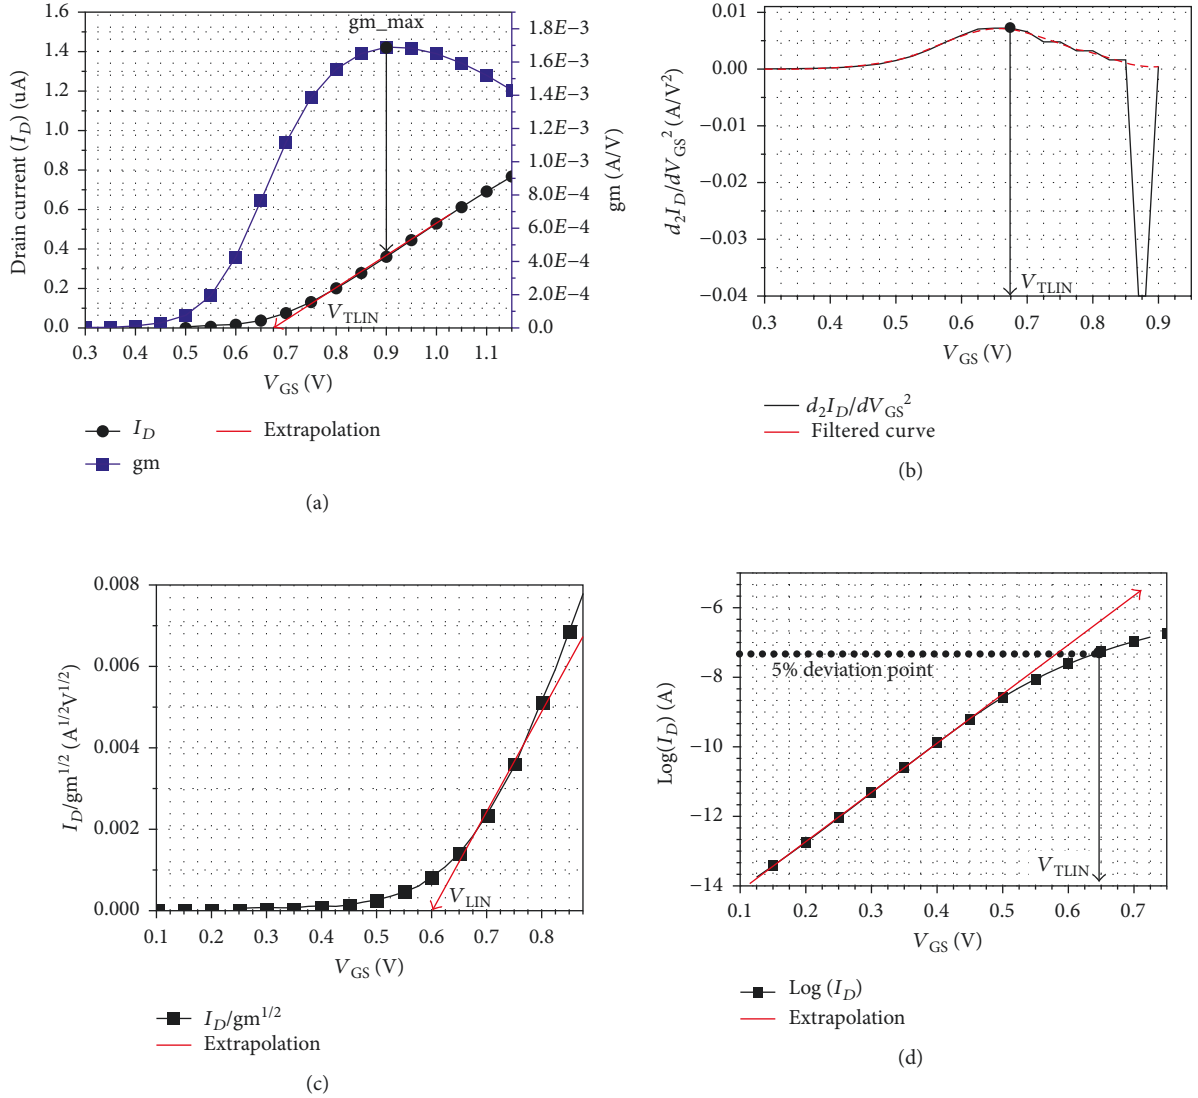 gm_max
1.6
1.4
1.2
1.0
0.8
0.6
0.4
0.2
0.0
Drain current (I_D) (uA)
1.8E−3
1.6E−3
1.4E−3
1.2E−3
1.0E−3
8.0E−4
6.0E−4
4.0E−4
2.0E−4
0.0
gm (A/V)
V_TLIN
0.3 0.4 0.5 0.6 0.7 0.8 0.9 1.0 1.1
V_GS (V)
I_D
Extrapolation
gm
(a)
0.01
0.00
−0.01
−0.02
−0.03
−0.04
d_2I_D/dV_GS^2 (A/V^2)
V_TLIN
0.3 0.4 0.5 0.6 0.7 0.8 0.9
V_GS (V)
d_2I_D/dV_GS^2
Filtered curve
(b)
0.008
0.006
0.004
0.002
0.000
I_D/gm^1/2 (A^1/2V^1/2)
V_LIN
0.1 0.2 0.3 0.4 0.5 0.6 0.7 0.8
V_GS (V)
I_D/gm^1/2
Extrapolation
(c)
−6
−8
−10
−12
−14
Log(I_D) (A)
5% deviation point
V_TLIN
0.1 0.2 0.3 0.4 0.5 0.6 0.7
V_GS (V)
Log (I_D)
Extrapolation
(d)